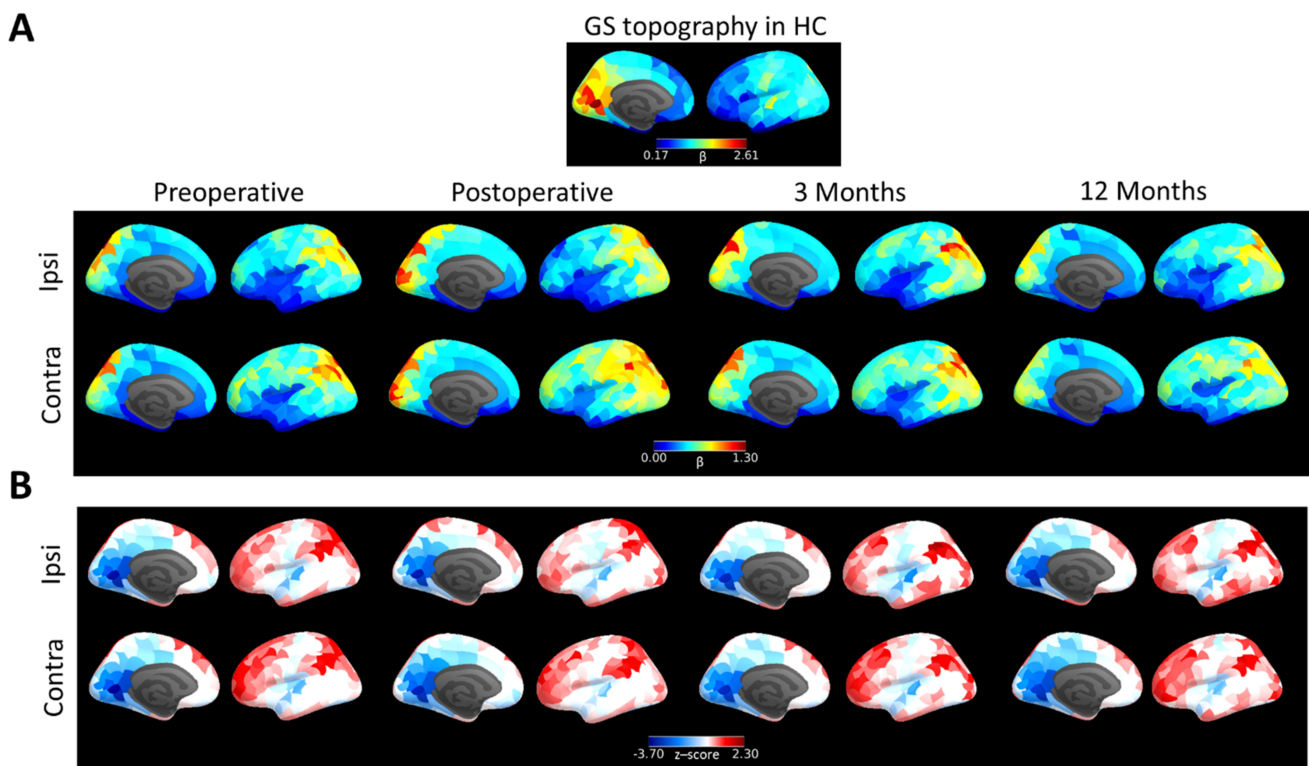 A
GS topography in HC
0.17 β 2.61
Preoperative Postoperative 3 Months 12 Months
Ipsi
Contra
0.00 β 1.30
B
Ipsi
Contra
-3.70 z-score 2.30